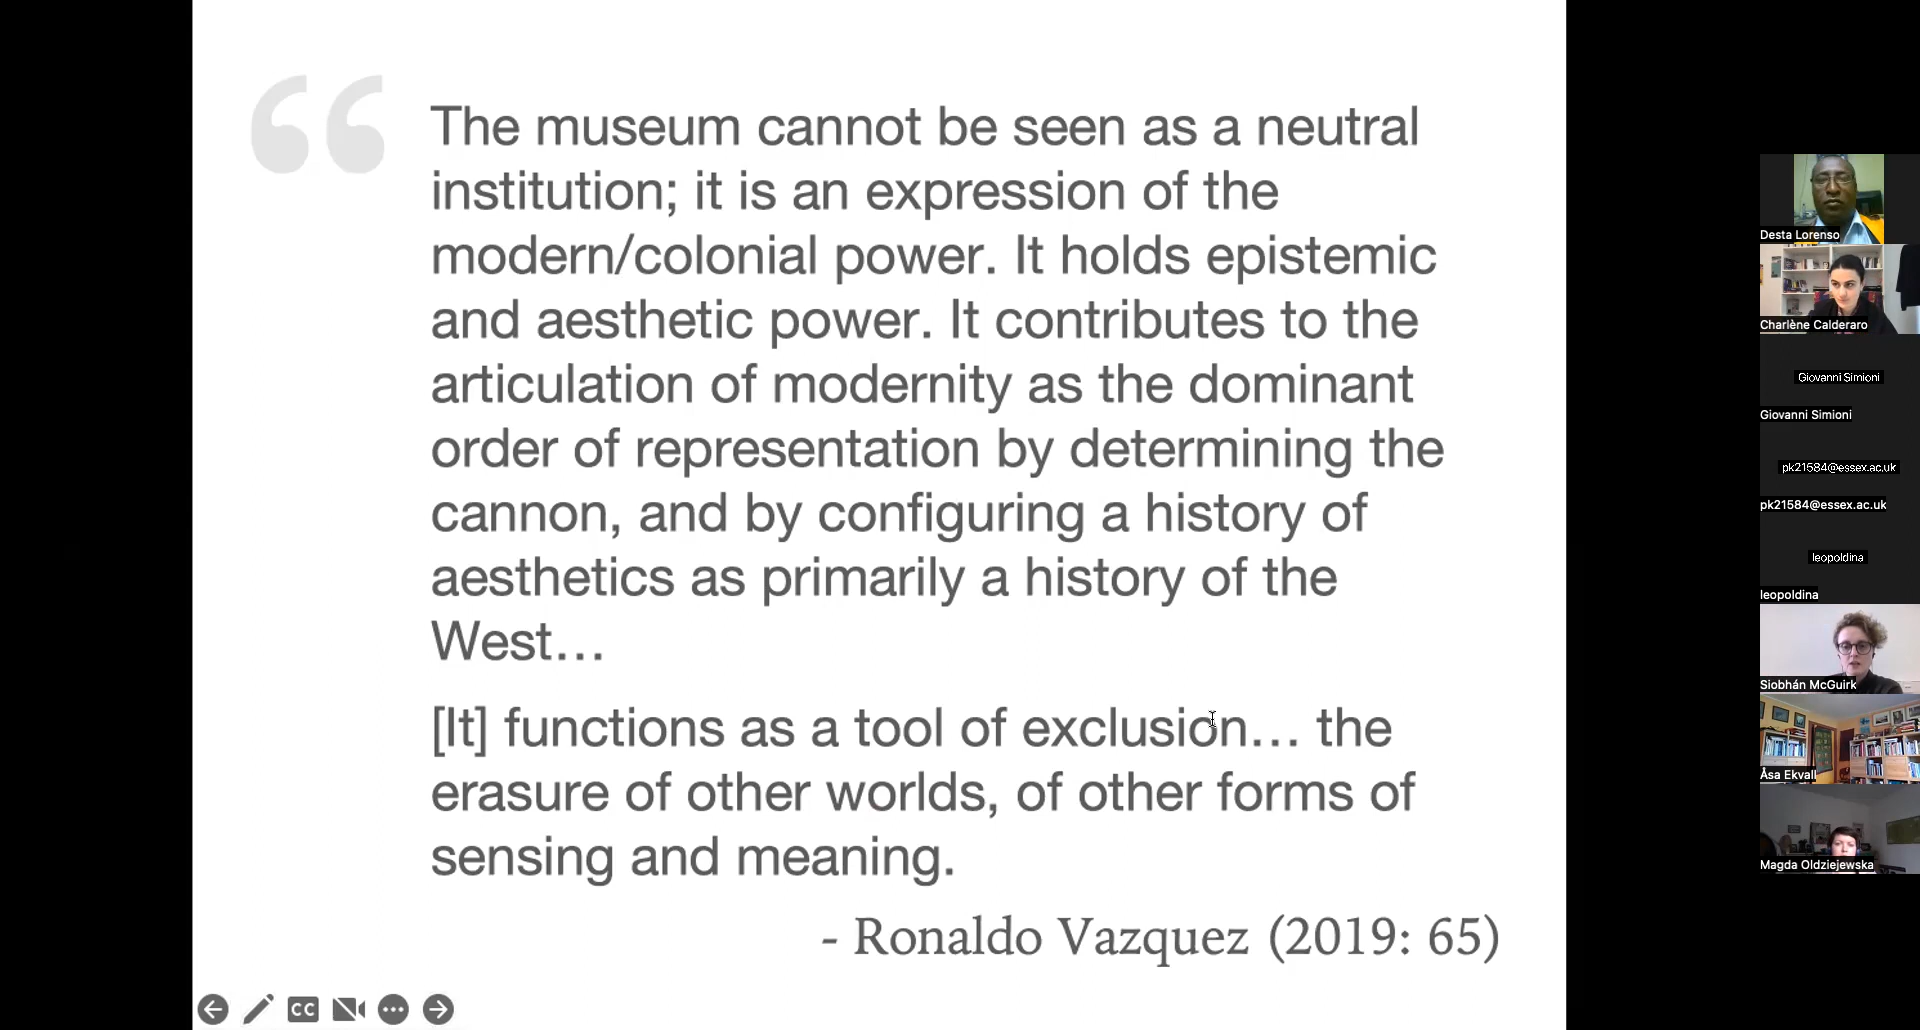 “
The museum cannot be seen as a neutral
institution; it is an expression of the
modern/colonial power. It holds epistemic
and aesthetic power. It contributes to the
articulation of modernity as the dominant
order of representation by determining the
cannon, and by configuring a history of
aesthetics as primarily a history of the
West…
[It] functions as a tool of exclusion… the
erasure of other worlds, of other forms of
sensing and meaning.
- Ronaldo Vazquez (2019: 65)
CC
Desta Lorenso
Charlène Calderaro
Giovanni Simioni
Giovanni Simioni
pk21584@essex.ac.uk
pk21584@essex.ac.uk
leopoldina
leopoldina
Siobhán McGuirk
Åsa Ekvall
Magda Oldziejewska